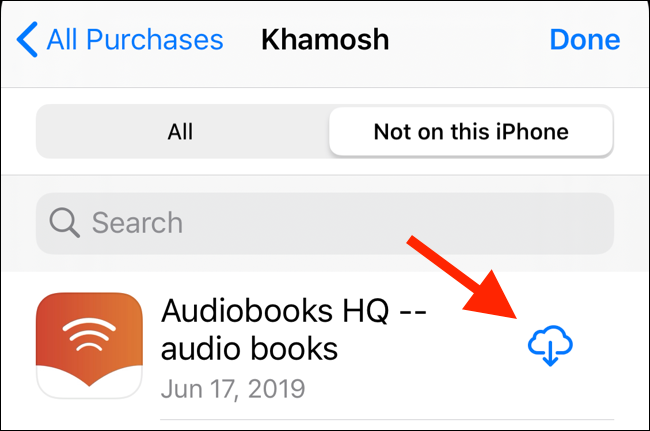 All Purchases Khamosh Done
All Not on this iPhone
Search
Audiobooks HQ --
audio books
Jun 17, 2019